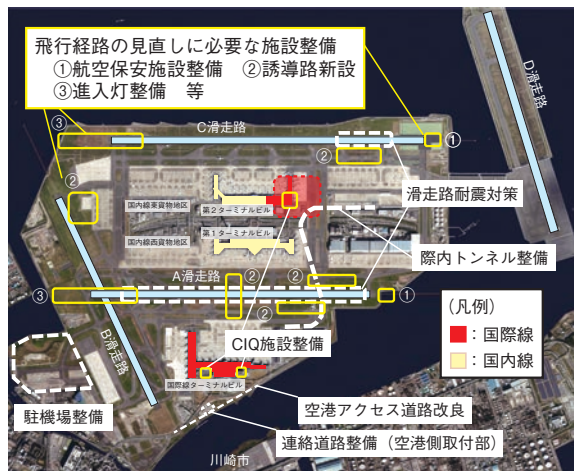 飛行経路の見直しに必要な施設整備
①航空保安施設整備 ②誘導路新設
③進入灯整備 等
D滑走路
③
C滑走路
①
②
②
国内線東貨物地区
第2ターミナルビル
滑走路耐震対策
国内線西貨物地区
第1ターミナルビル
際内トンネル整備
A滑走路
②
②
③
①
②
(凡例)
:国際線
:国内線
B滑走路
CIQ施設整備
国際線ターミナルビル
駐機場整備
空港アクセス道路改良
連絡道路整備(空港側取付部)
川崎市